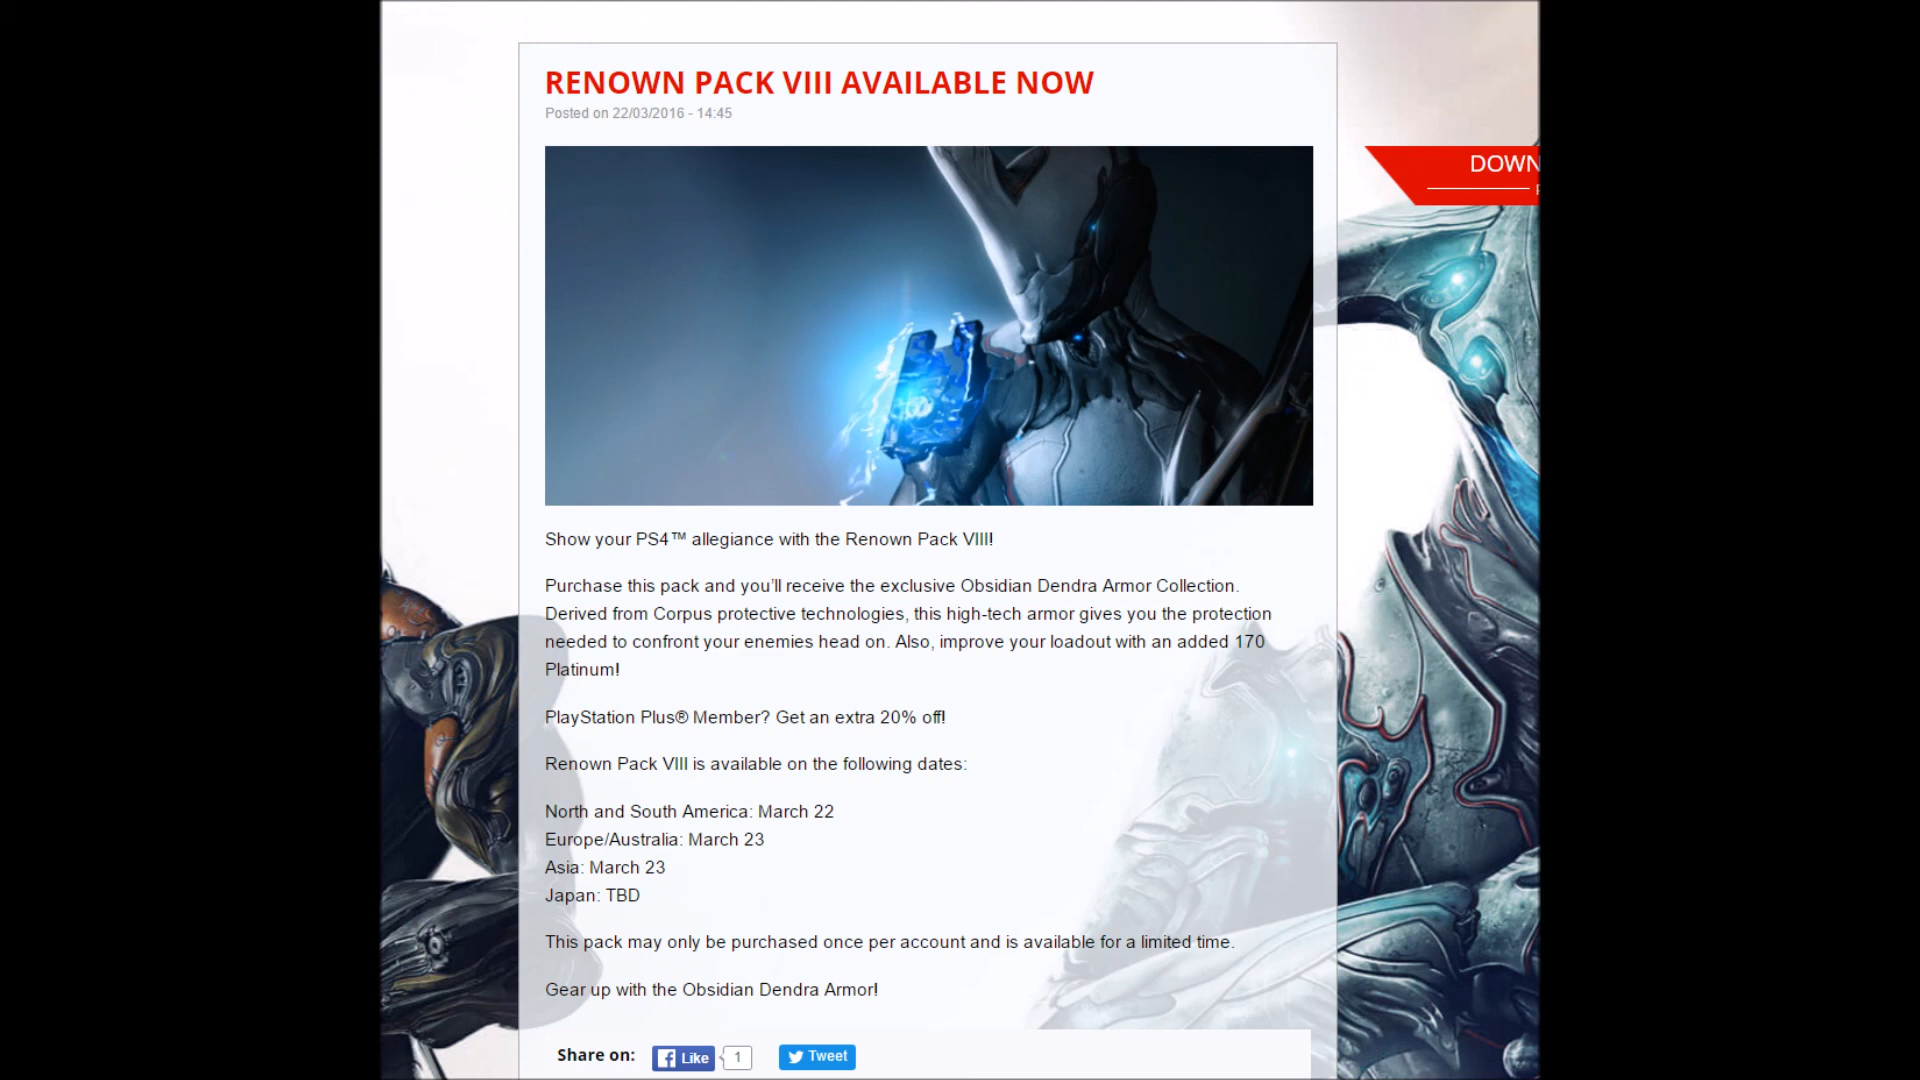 RENOWN PACK VIII AVAILABLE NOW
Posted on 22/03/2016 - 14:45
DOWN
Show your PS4™ allegiance with the Renown Pack VIII!
Purchase this pack and you’ll receive the exclusive Obsidian Dendra Armor Collection.
Derived from Corpus protective technologies, this high-tech armor gives you the protection
needed to confront your enemies head on. Also, improve your loadout with an added 170
Platinum!
PlayStation Plus® Member? Get an extra 20% off!
Renown Pack VIII is available on the following dates:
North and South America: March 22
Europe/Australia: March 23
Asia: March 23
Japan: TBD
This pack may only be purchased once per account and is available for a limited time.
Gear up with the Obsidian Dendra Armor!
Share on: Like 1 Tweet